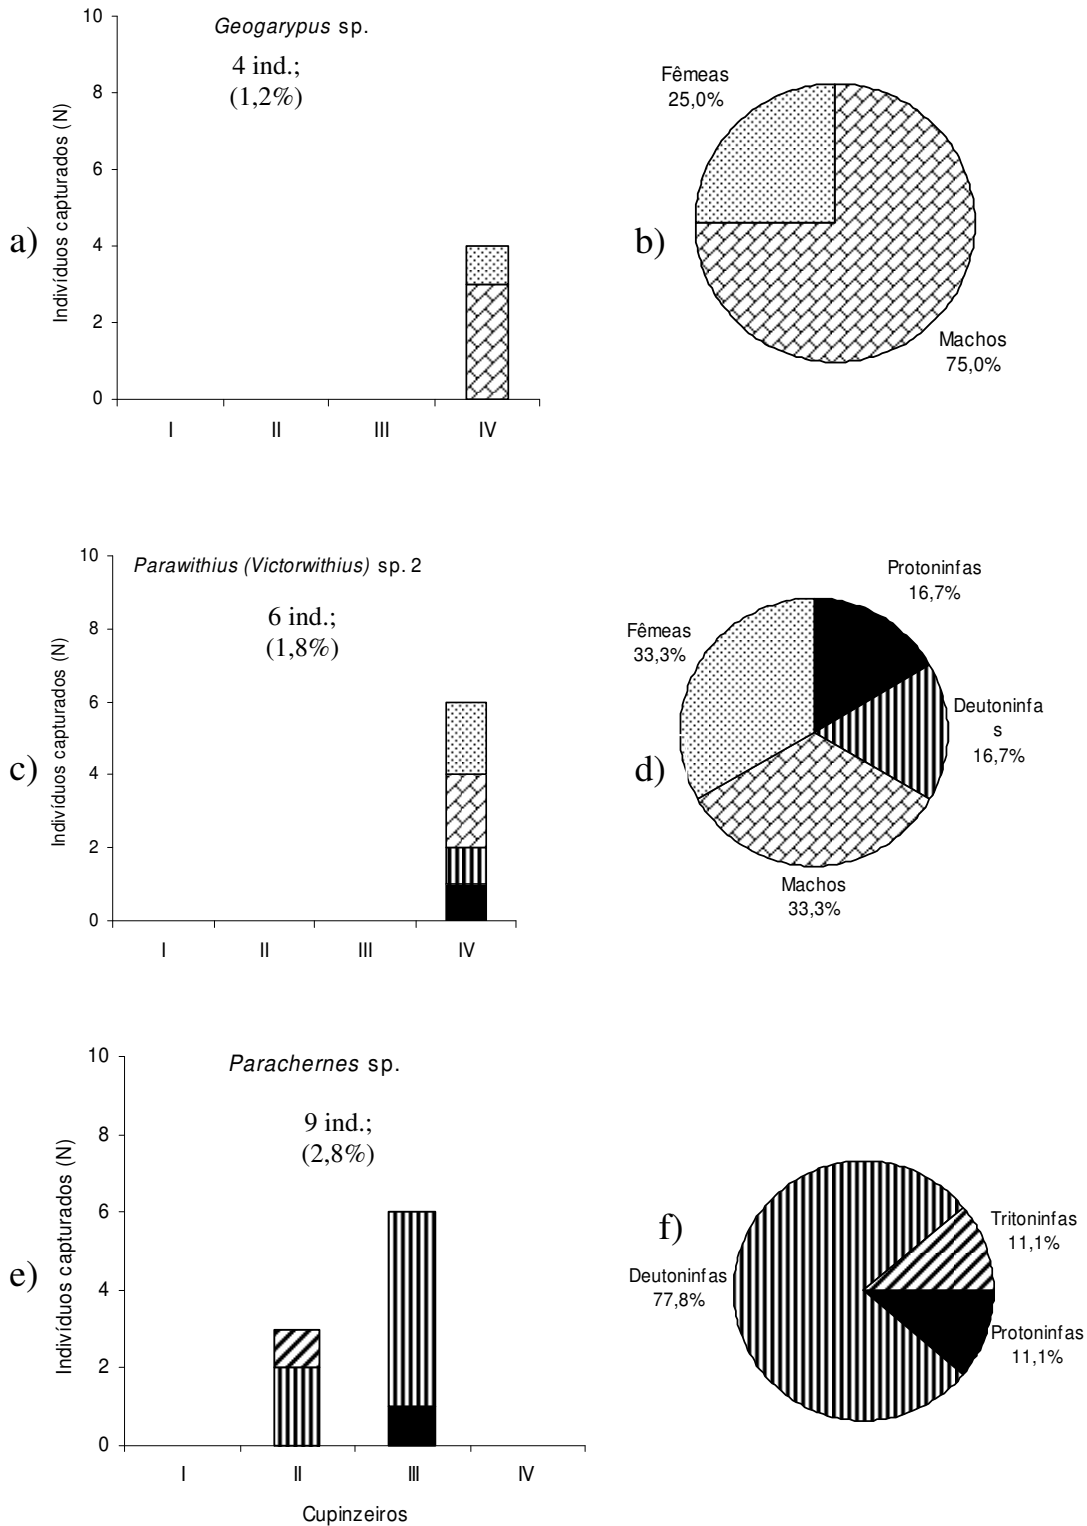 Geogarypus sp.
4 ind.;
(1,2%)
10
8
6
4
2
0
Indivíduos capturados (N)
a)
I II III IV
b)
Fêmeas
25,0%
Machos
75,0%
Parawithius (Victorwithius) sp. 2
6 ind.;
(1,8%)
10
8
6
4
2
0
Indivíduos capturados (N)
c)
I II III IV
d)
Protoninfas
16,7%
Fêmeas
33,3%
Deutoninfa
s
16,7%
Machos
33,3%
Parachernes sp.
9 ind.;
(2,8%)
10
8
6
4
2
0
Indivíduos capturados (N)
e)
I II III IV
Cupinzeiros
f)
Tritoninfas
11,1%
Deutoninfas
77,8%
Protoninfas
11,1%